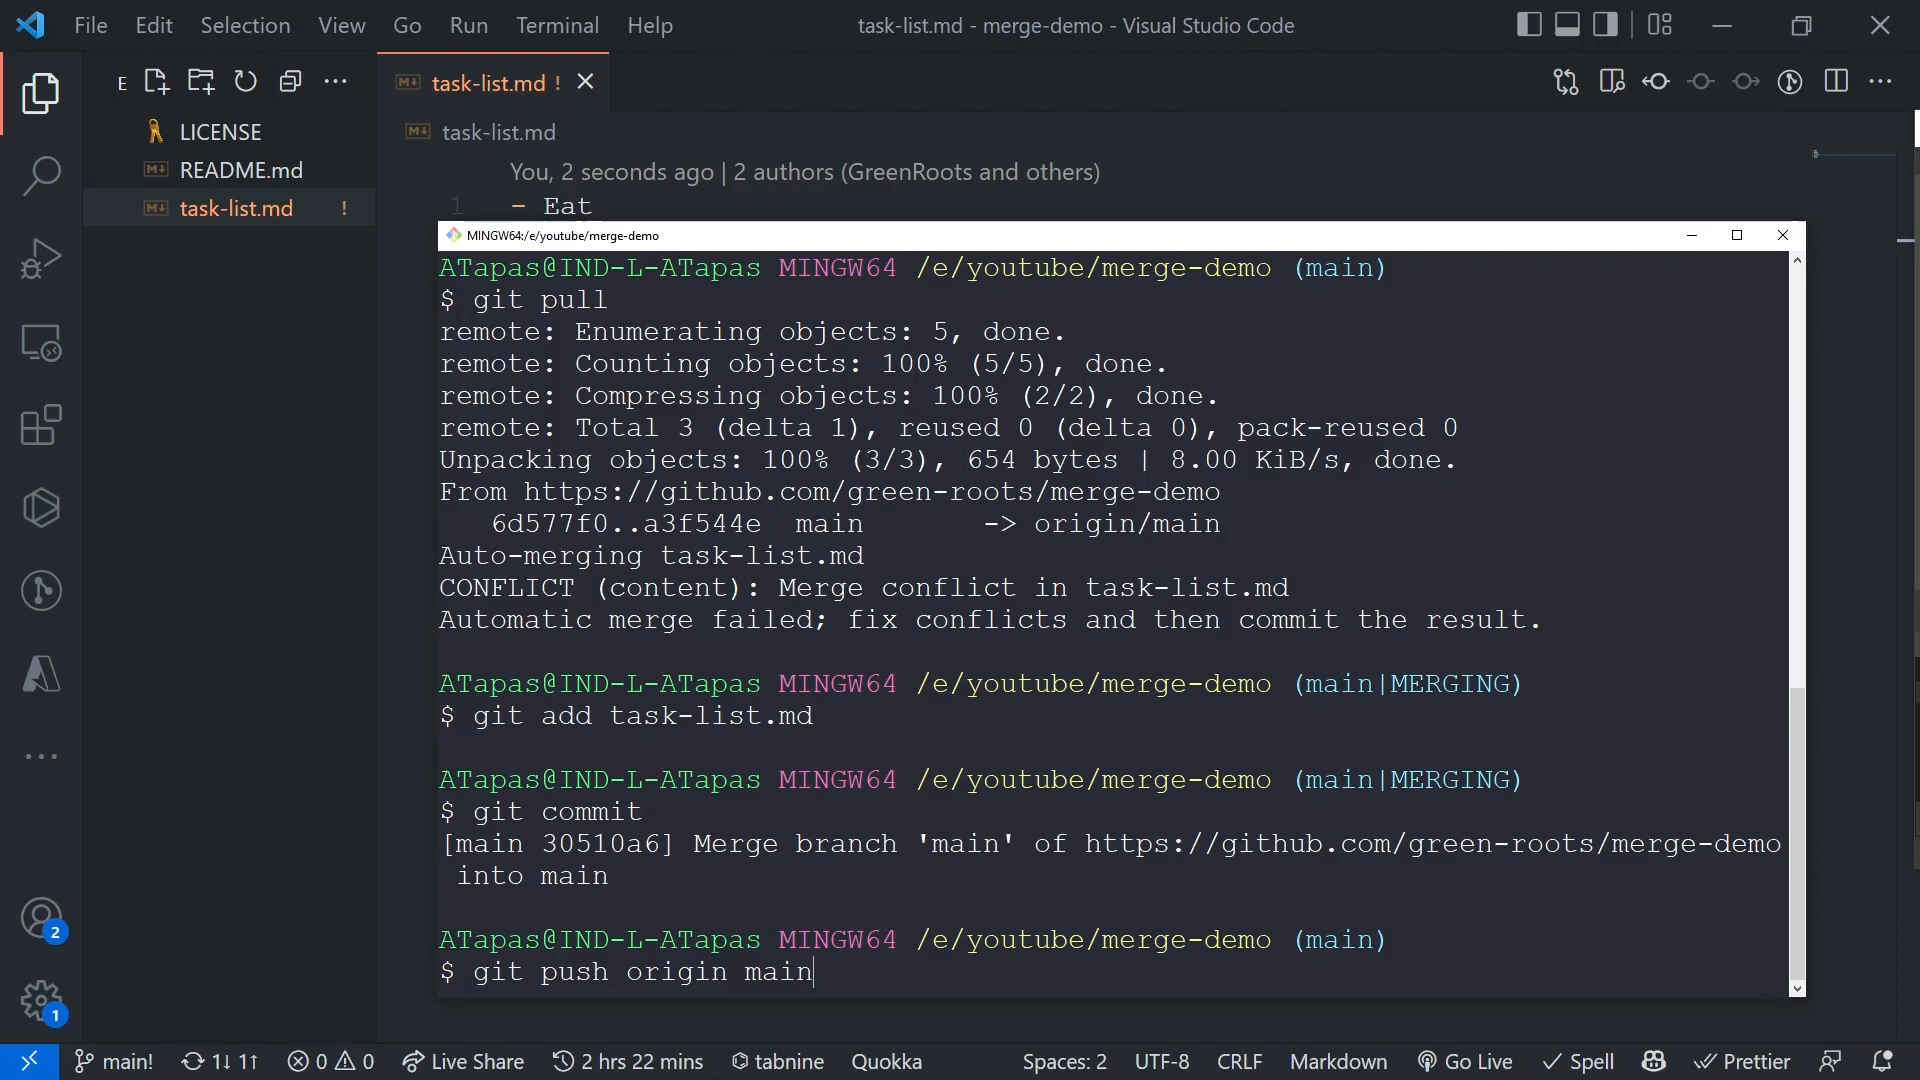 File Edit Selection View Go Run Terminal Help
task-list.md - merge-demo - Visual Studio Code
E
LICENSE
README.md
task-list.md !
task-list.md !
task-list.md
You, 2 seconds ago | 2 authors (GreenRoots and others)
1 - Eat
MINGW64:/e/youtube/merge-demo
ATapas@IND-L-ATapas MINGW64 /e/youtube/merge-demo (main)
$ git pull
remote: Enumerating objects: 5, done.
remote: Counting objects: 100% (5/5), done.
remote: Compressing objects: 100% (2/2), done.
remote: Total 3 (delta 1), reused 0 (delta 0), pack-reused 0
Unpacking objects: 100% (3/3), 654 bytes | 8.00 KiB/s, done.
From https://github.com/green-roots/merge-demo
6d577f0..a3f544e main -> origin/main
Auto-merging task-list.md
CONFLICT (content): Merge conflict in task-list.md
Automatic merge failed; fix conflicts and then commit the result.
ATapas@IND-L-ATapas MINGW64 /e/youtube/merge-demo (main|MERGING)
$ git add task-list.md
ATapas@IND-L-ATapas MINGW64 /e/youtube/merge-demo (main|MERGING)
$ git commit
[main 30510a6] Merge branch 'main' of https://github.com/green-roots/merge-demo
into main
ATapas@IND-L-ATapas MINGW64 /e/youtube/merge-demo (main)
$ git push origin main
2
1
main! 1↓ 1↑ 0 0 Live Share 2 hrs 22 mins tabnine Quokka Spaces: 2 UTF-8 CRLF Markdown Go Live Spell Prettier